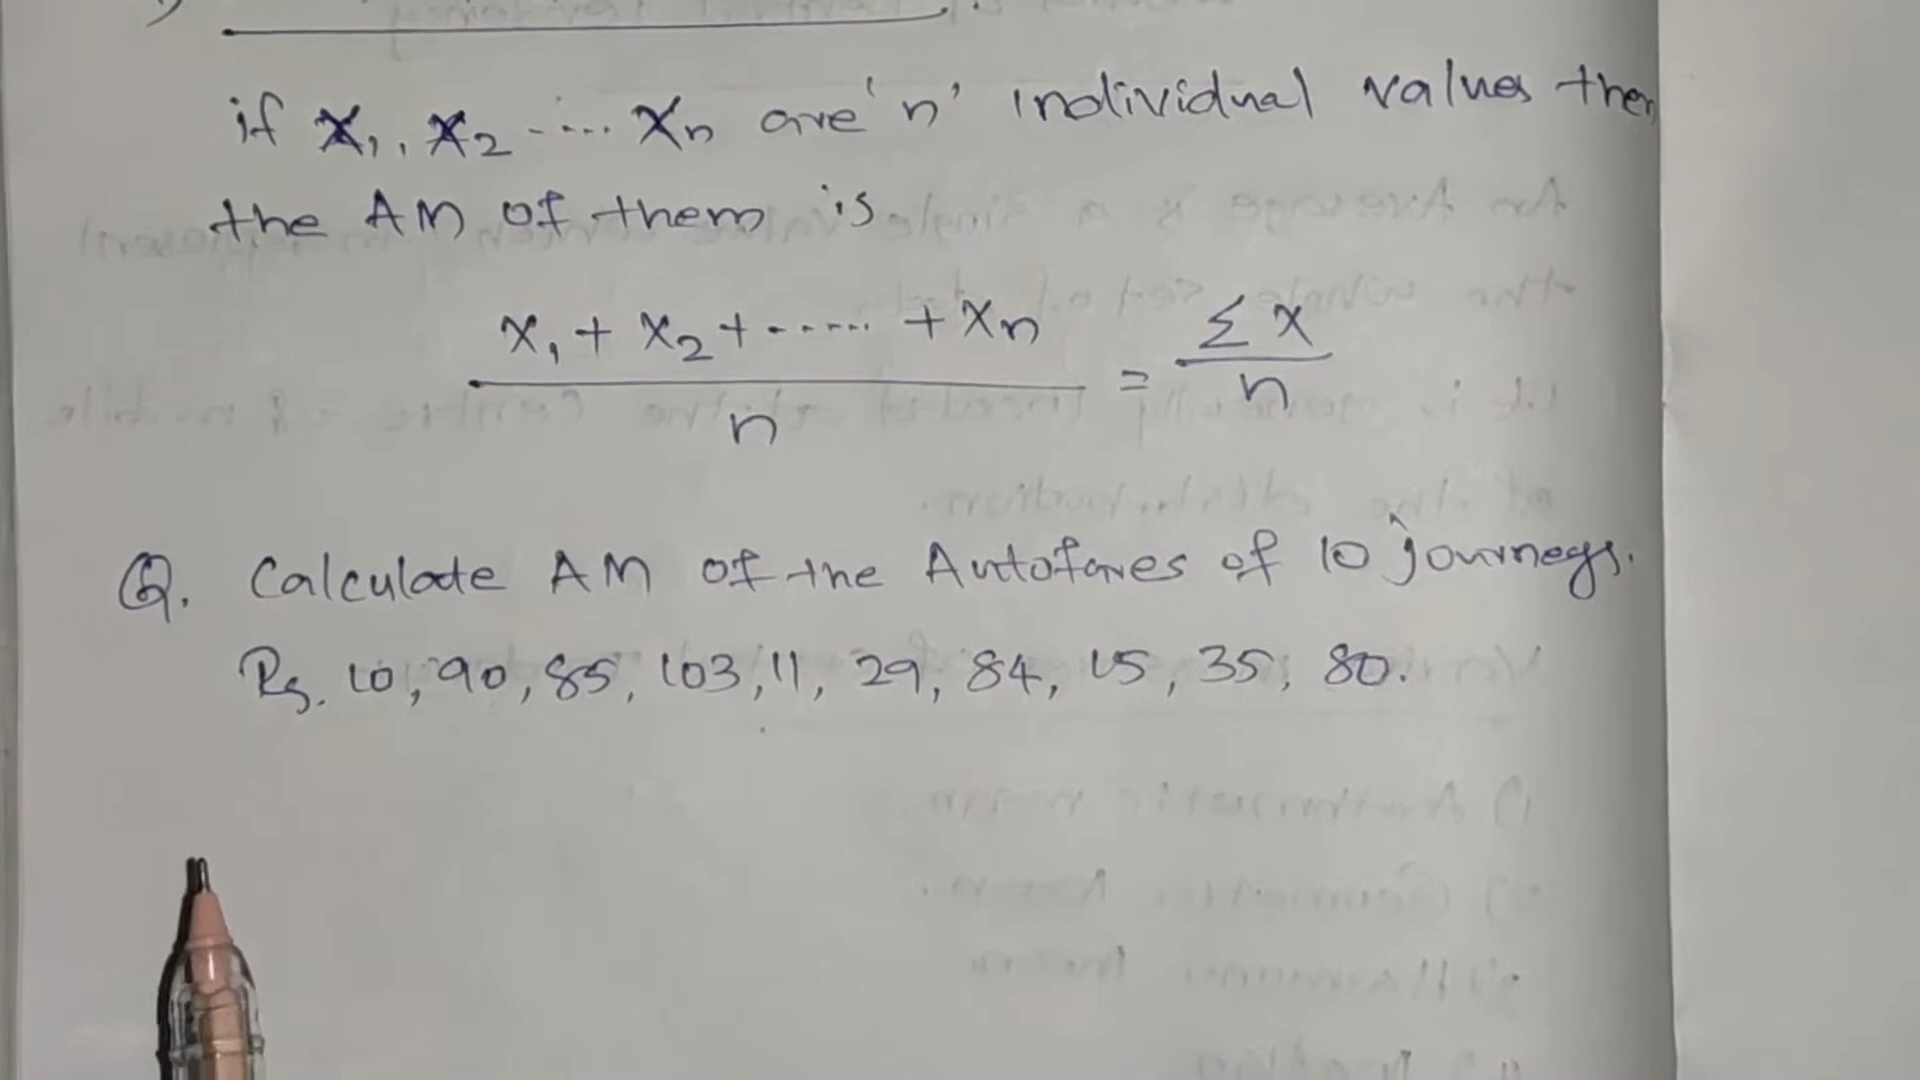 if x₁, x₂ ..... xₙ are 'n' individual values then
the AM of them is
x₁ + x₂ + ...... + xₙ / n = Σx / n
Q. Calculate AM of the Autofares of 10 journeys.
Rs. 10, 90, 85, 103, 11, 29, 84, 15, 35, 80.